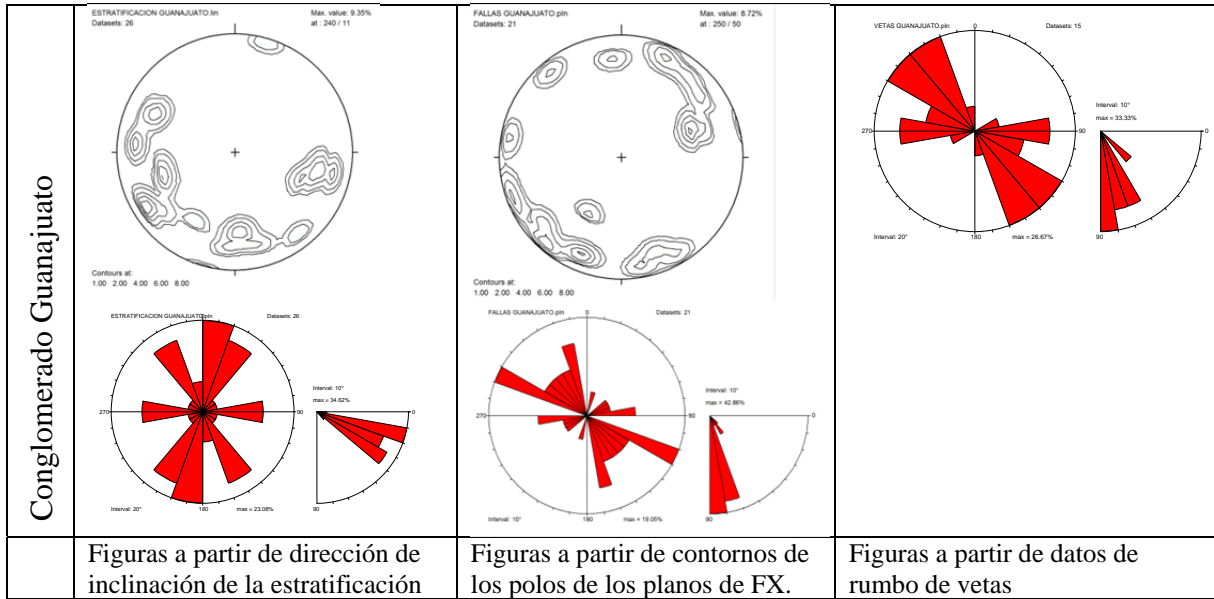 Conglomerado Guanajuato
ESTRATIFICACION GUANAJUATO.lin
Datasets: 26
Max. value: 9.35%
at : 240 / 11
Contours at:
1.00 2.00 4.00 6.00 8.00
ESTRATIFICACION GUANAJUATO.pln
0
Datasets: 26
270
90
Interval: 20°
180
max = 23.08%
Interval: 10°
max = 34.62%
0
90
FALLAS GUANAJUATO.pln
Datasets: 21
Max. value: 8.72%
at : 250 / 50
Contours at:
1.00 2.00 4.00 6.00 8.00
FALLAS GUANAJUATO.pln
0
Datasets: 21
270
90
Interval: 10°
180
max = 19.05%
Interval: 10°
max = 42.86%
0
90
VETAS GUANAJUATO.pln
0
Datasets: 15
270
90
Interval: 20°
180
max = 26.67%
Interval: 10°
max = 33.33%
0
90
Figuras a partir de dirección de
inclinación de la estratificación
Figuras a partir de contornos de
los polos de los planos de FX.
Figuras a partir de datos de
rumbo de vetas